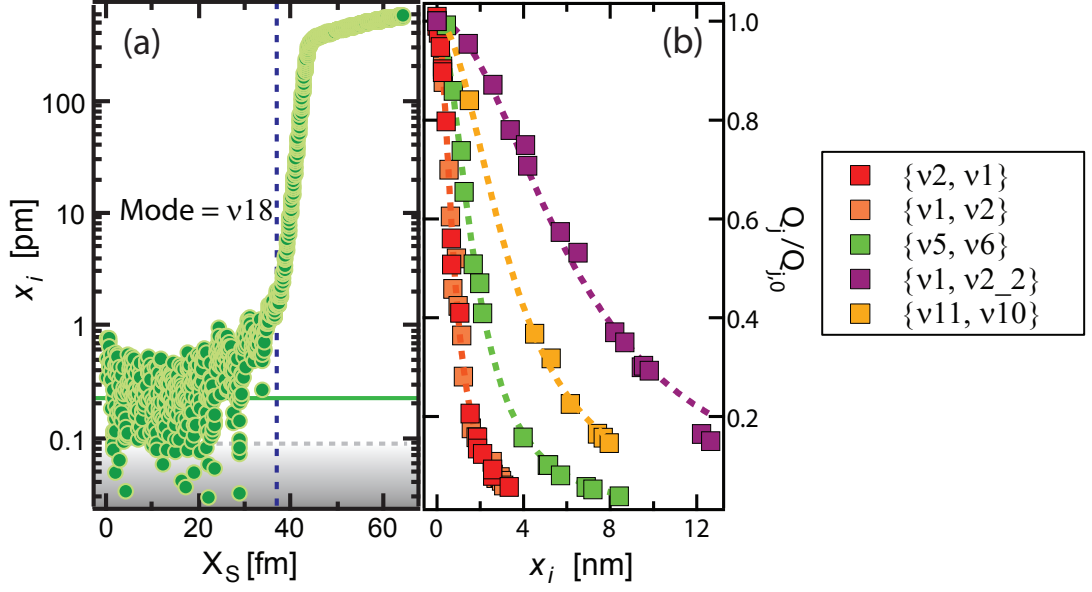 (a)
(b)
Mode = ν18
100
10
1
0.1
x_i [pm]
0
20
40
60
X_S [fm]
1.0
0.8
0.6
0.4
0.2
Q_j/Q_{j,0}
0
4
8
12
x_i [nm]
{ν2, ν1}
{ν1, ν2}
{ν5, ν6}
{ν1, ν2_2}
{ν11, ν10}